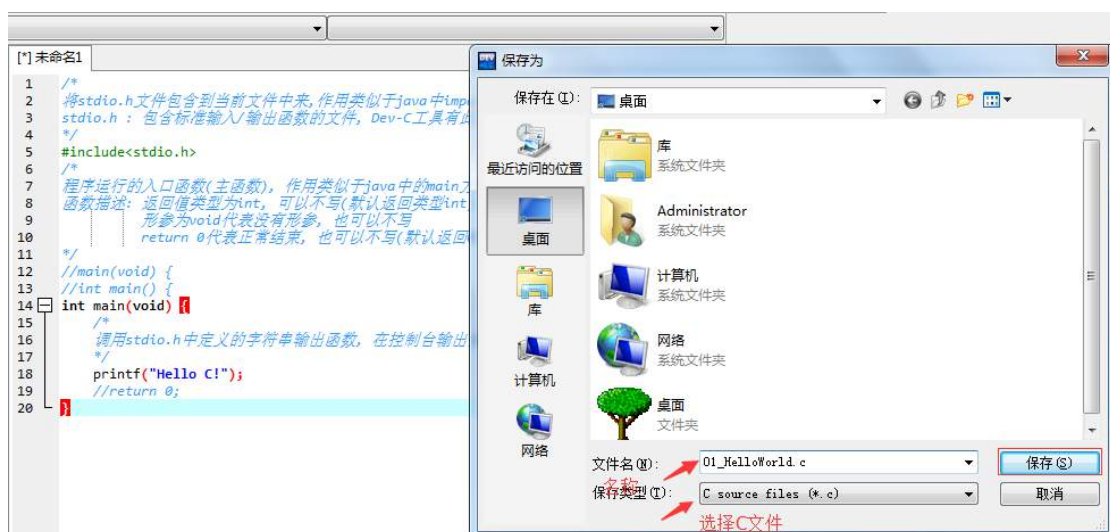 [*] 未命名1
1 /*
2 将stdio.h文件包含到当前文件中来,作用类似于java中imp
3 stdio.h : 包含标准输入/输出函数的文件, Dev-C工具有
4 */
5 #include<stdio.h>
6 /*
7 程序运行的入口函数(主函数), 作用类似于java中的main
8 函数描述: 返回值类型为int, 可以不写(默认返回类型int
9 形参为void代表没有形参, 也可以不写
10 return 0代表正常结束, 也可以不写(默认返回
11 */
12 //main(void) {
13 //int main() {
14 int main(void) {
15 /*
16 调用stdio.h中定义的字符串输出函数, 在控制台输出
17 */
18 printf("Hello C!");
19 //return 0;
20 }
保存为
保存在(I):
桌面
最近访问的位置
桌面
库
计算机
网络
库
系统文件夹
Administrator
系统文件夹
计算机
系统文件夹
网络
系统文件夹
桌面
文件夹
文件名(N):
01_HelloWorld.c
保存(S)
名称
保存类型(T):
C source files (*.c)
取消
选择C文件